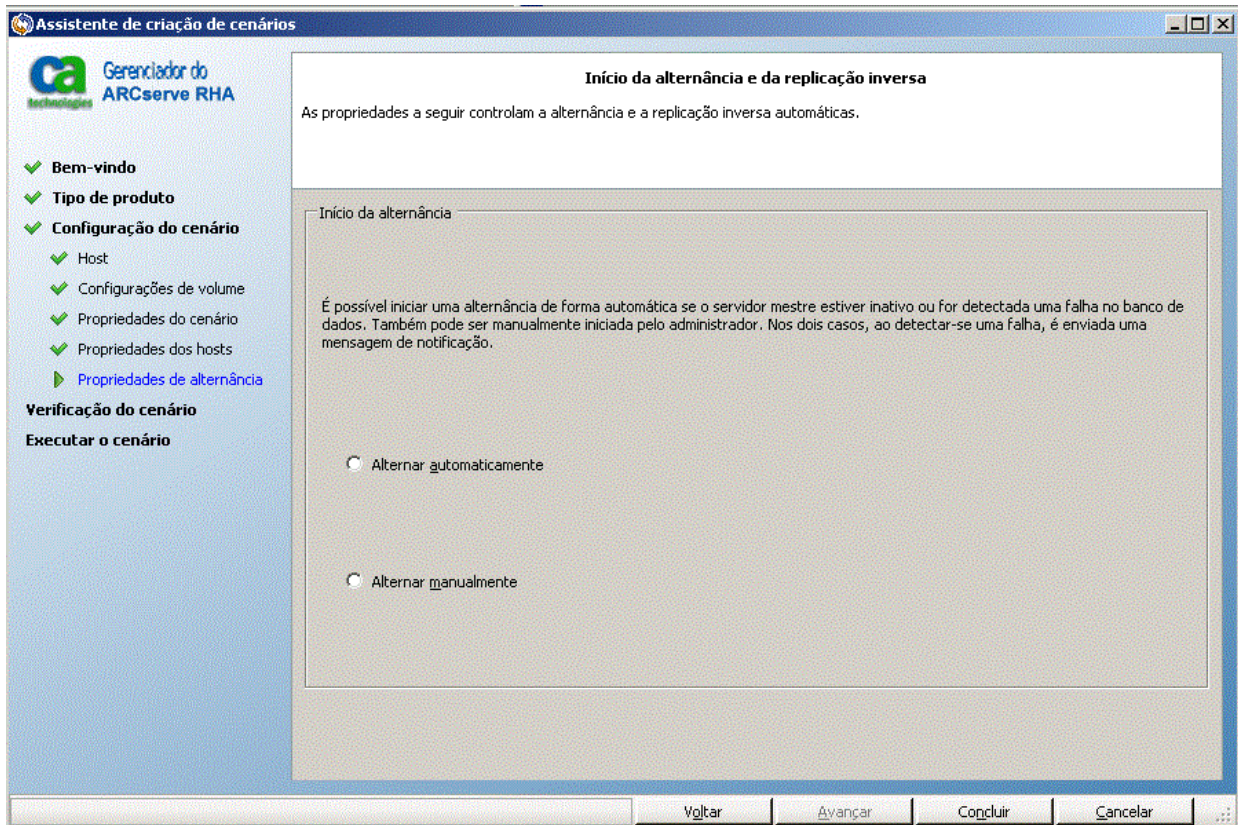 Assistente de criação de cenários
ca
technologies
Gerenciador do
ARCserve RHA
Bem-vindo
Tipo de produto
Configuração do cenário
Host
Configurações de volume
Propriedades do cenário
Propriedades dos hosts
Propriedades de alternância
Verificação do cenário
Executar o cenário
Início da alternância e da replicação inversa
As propriedades a seguir controlam a alternância e a replicação inversa automáticas.
Início da alternância
É possível iniciar uma alternância de forma automática se o servidor mestre estiver inativo ou for detectada uma falha no banco de
dados. Também pode ser manualmente iniciada pelo administrador. Nos dois casos, ao detectar-se uma falha, é enviada uma
mensagem de notificação.
Alternar automaticamente
Alternar manualmente
Voltar
Avançar
Concluir
Cancelar